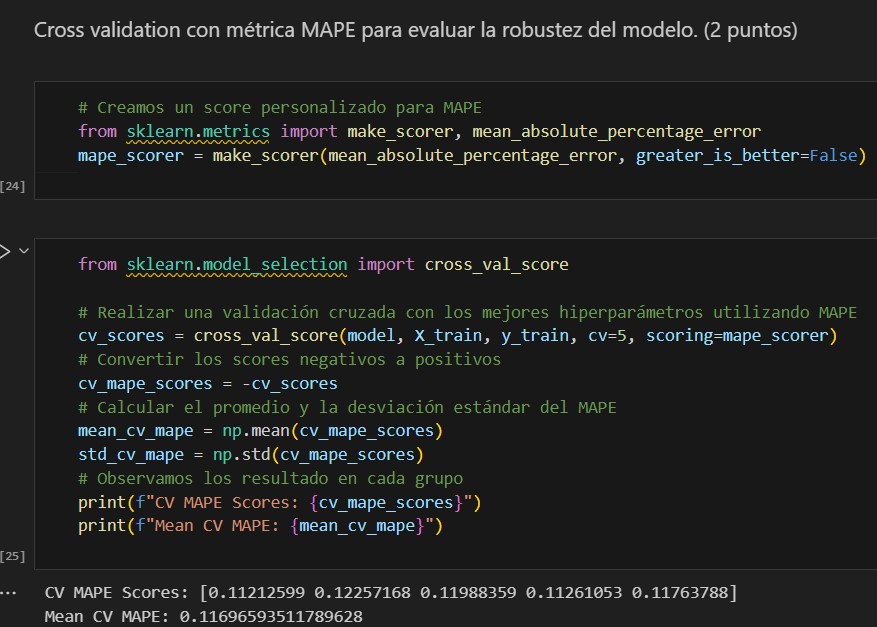 Cross validation con métrica MAPE para evaluar la robustez del modelo. (2 puntos)
# Creamos un score personalizado para MAPE
from sklearn.metrics import make_scorer, mean_absolute_percentage_error
mape_scorer = make_scorer(mean_absolute_percentage_error, greater_is_better=False)
[24]
from sklearn.model_selection import cross_val_score
# Realizar una validación cruzada con los mejores hiperparámetros utilizando MAPE
cv_scores = cross_val_score(model, X_train, y_train, cv=5, scoring=mape_scorer)
# Convertir los scores negativos a positivos
cv_mape_scores = -cv_scores
# Calcular el promedio y la desviación estándar del MAPE
mean_cv_mape = np.mean(cv_mape_scores)
std_cv_mape = np.std(cv_mape_scores)
# Observamos los resultado en cada grupo
print(f"CV MAPE Scores: {cv_mape_scores}")
print(f"Mean CV MAPE: {mean_cv_mape}")
[25]
... CV MAPE Scores: [0.11212599 0.12257168 0.11988359 0.11261053 0.11763788]
Mean CV MAPE: 0.11696593511789628